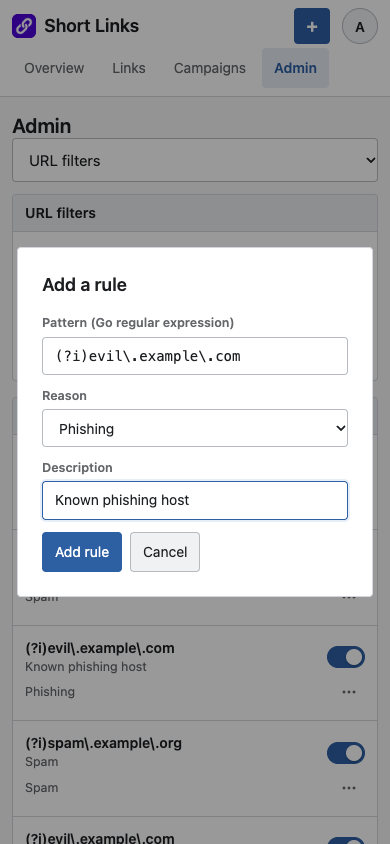 Short Links
+
A
Overview Links Campaigns Admin
Admin
URL filters
URL filters
Add a rule
Pattern (Go regular expression)
(?i)evil\.example\.com
Reason
Phishing
Description
Known phishing host
Add rule Cancel
Spam
(?i)evil\.example\.com
Known phishing host
Phishing
(?i)spam\.example\.org
Spam
Spam
(?i)evil\.example\.com